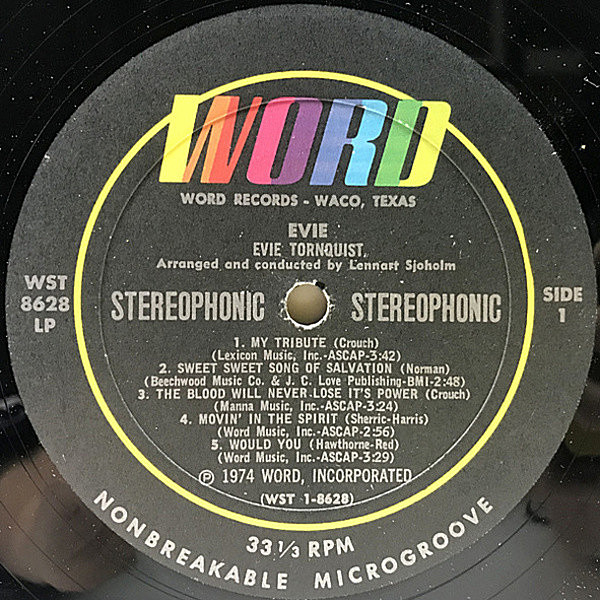 WORD
WORD RECORDS - WACO, TEXAS
EVIE
EVIE TORNQUIST
Arranged and conducted by Lennart Sjoholm
WST
8628
LP
STEREOPHONIC STEREOPHONIC
SIDE
1
1. MY TRIBUTE (Crouch)
(Lexicon Music, Inc.-ASCAP-3:42)
2. SWEET SWEET SONG OF SALVATION (Norman)
(Beechwood Music Co. & J. C. Love Publishing-BMI-2:48)
3. THE BLOOD WILL NEVER LOSE IT'S POWER (Crouch)
(Manna Music, Inc.-ASCAP-3:24)
4. MOVIN' IN THE SPIRIT (Sherric-Harris)
(Word Music, Inc.-ASCAP-2:56)
5. WOULD YOU (Hawthorne-Red)
(Word Music, Inc.-ASCAP-3:29)
℗ 1974 WORD, INCORPORATED
(WST 1-8628)
33 1/3 RPM
NONBREAKABLE MICROGROOVE